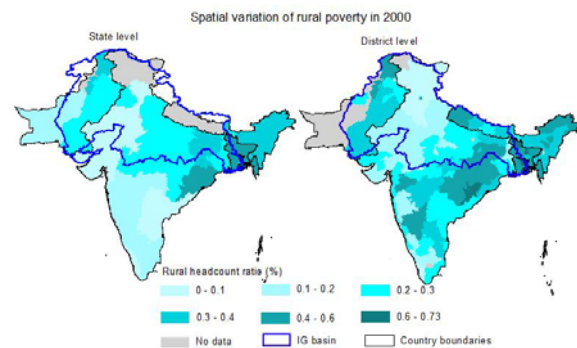 Spatial variation of rural poverty in 2000
State level
District level
Rural headcount ratio (%)
0 - 0.1
0.1 - 0.2
0.2 - 0.3
0.3 - 0.4
0.4 - 0.6
0.6 - 0.73
No data
IG basin
Country boundaries